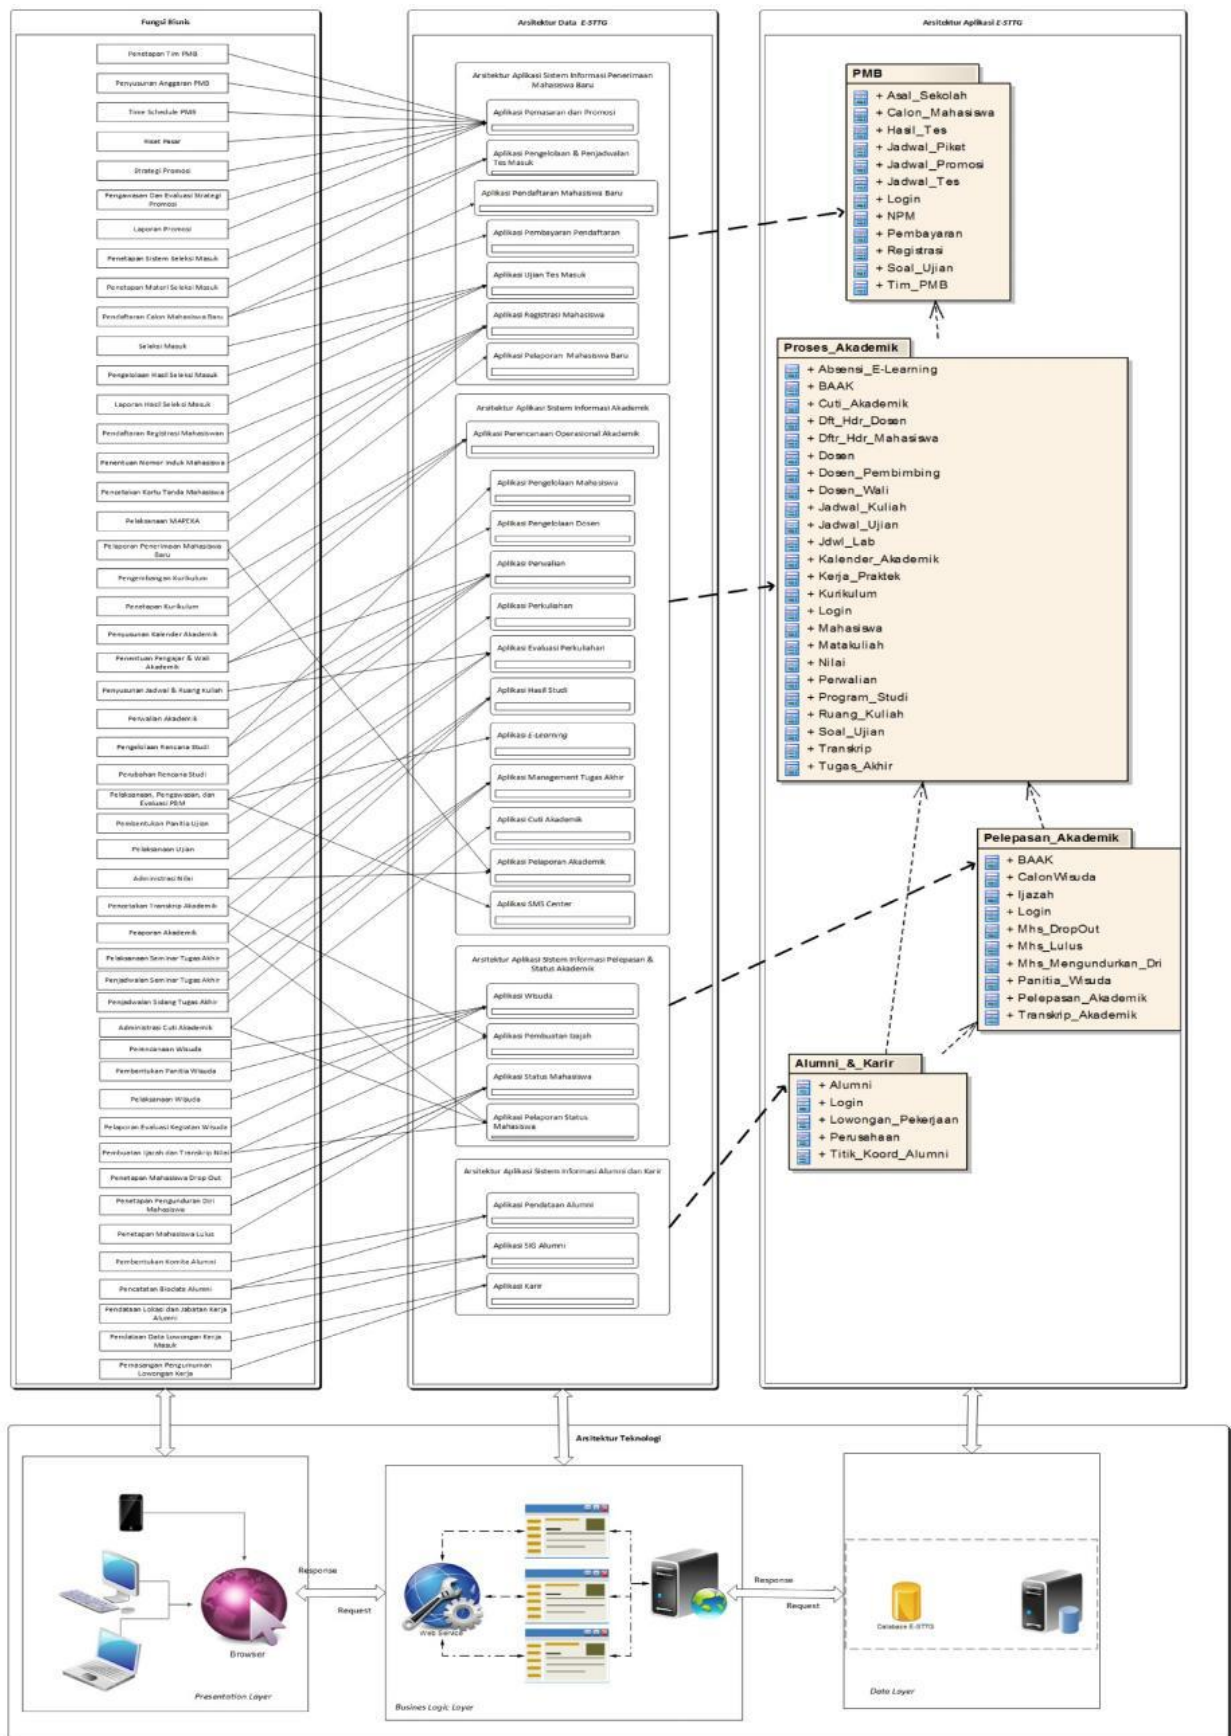 Fungsi Bisnis
Penetapan Tim PMB
Penyusunan Anggaran PMB
Time Schedule PMB
Riset Pasar
Strategi Promosi
Pengawasan Dan Evaluasi Strategi
Promosi
Laporan Promosi
Penetapan Sistem Seleksi Masuk
Penetapan Materi Seleksi Masuk
Pendaftaran Calon Mahasiswa Baru
Seleksi Masuk
Pengelolaan Hasil Seleksi Masuk
Laporan Hasil Seleksi Masuk
Pendaftaran Registrasi Mahasiswan
Penentuan Nomor Induk Mahasiswa
Pencetakan Kartu Tanda Mahasiswa
Pelaksanaan MAPEKA
Pelaporan Penerimaan Mahasiswa
Baru
Pengembangan Kurikulum
Penetapan Kurikulum
Penyusunan Kalender Akademik
Penentuan Pengajar & Wali
Akademik
Penyusunan Jadwal & Ruang Kuliah
Perwalian Akademik
Pengelolaan Rencana Studi
Perubahan Rencana Studi
Pelaksanaan, Pengawasan, dan
Evaluasi PBM
Pembentukan Panitia Ujian
Pelaksanaan Ujian
Administrasi Nilai
Pencetakan Transkrip Akademik
Peaporan Akademik
Pelaksanaan Seminar Tugas Akhir
Penjadwalan Seminar Tugas Akhir
Penjadwalan Sidang Tugas Akhir
Administrasi Cuti Akademik
Perencanaan Wisuda
Pembentukan Panitia Wisuda
Pelaksanaan Wisuda
Pelaporan Evaluasi Kegiatan Wisuda
Pembuatan Ijazah dan Transkrip Nilai
Penetapan Mahasiswa Drop Out
Penetapan Pengunduran Diri
Mahasiswa
Penetapan Mahasiswa Lulus
Pembentukan Komite Alumni
Pencatatan Biodata Alumni
Pendataan Lokasi dan Jabatan Kerja
Alumni
Pendataan Data Lowongan Kerja
Masuk
Pemasangan Pengumuman
Lowongan Kerja
Arsitektur Data E-STTG
Arsitektur Aplikasi Sistem Informasi Penerimaan
Mahasiswa Baru
Aplikasi Pemasaran dan Promosi
Aplikasi Pengelolaan & Penjadwalan
Tes Masuk
Aplikasi Pendaftaran Mahasiswa Baru
Aplikasi Pembayaran Pendaftaran
Aplikasi Ujian Tes Masuk
Aplikasi Registrasi Mahasiswa
Aplikasi Pelaporan Mahasiswa Baru
Arsitektur Aplikasi Sistem Informasi Akademik
Aplikasi Perencanaan Operasional Akademik
Aplikasi Pengelolaan Mahasiswa
Aplikasi Pengelolaan Dosen
Aplikasi Perwalian
Aplikasi Perkuliahan
Aplikasi Evaluasi Perkuliahan
Aplikasi Hasil Studi
Aplikasi E-Learning
Aplikasi Management Tugas Akhir
Aplikasi Cuti Akademik
Aplikasi Pelaporan Akademik
Aplikasi SMS Center
Arsitektur Aplikasi Sistem Informasi Pelepasan &
Status Akademik
Aplikasi Wisuda
Aplikasi Pembuatan Izajah
Aplikasi Status Mahasiswa
Aplikasi Pelaporan Status
Mahasiswa
Arsitektur Aplikasi Sistem Informasi Alumni dan Karir
Aplikasi Pendataan Alumni
Aplikasi SIG Alumni
Aplikasi Karir
Arsitektur Aplikasi E-STTG
PMB
+ Asal_Sekolah
+ Calon_Mahasiswa
+ Hasil_Tes
+ Jadwal_Piket
+ Jadwal_Promosi
+ Jadwal_Tes
+ Login
+ NPM
+ Pembayaran
+ Registrasi
+ Soal_Ujian
+ Tim_PMB
Proses_Akademik
+ Absensi_E-Learning
+ BAAK
+ Cuti_Akademik
+ Dft_Hdr_Dosen
+ Dftr_Hdr_Mahasiswa
+ Dosen
+ Dosen_Pembimbing
+ Dosen_Wali
+ Jadwal_Kuliah
+ Jadwal_Ujian
+ Jdwl_Lab
+ Kalender_Akademik
+ Kerja_Praktek
+ Kurikulum
+ Login
+ Mahasiswa
+ Matakuliah
+ Nilai
+ Perwalian
+ Program_Studi
+ Ruang_Kuliah
+ Soal_Ujian
+ Transkrip
+ Tugas_Akhir
Pelepasan_Akademik
+ BAAK
+ CalonWisuda
+ Ijazah
+ Login
+ Mhs_DropOut
+ Mhs_Lulus
+ Mhs_Mengundurkan_Dri
+ Panitia_Wisuda
+ Pelepasan_Akademik
+ Transkrip_Akademik
Alumni_&_Karir
+ Alumni
+ Login
+ Lowongan_Pekerjaan
+ Perusahaan
+ Titik_Koord_Alumni
Arsitektur Teknologi
Browser
Presentation Layer
Response
Request
Web Service
Busines Logic Layer
Response
Request
Database E-STTG
Data Layer